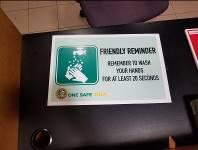 FRIENDLY REMINDER
REMEMBER TO WASH
YOUR HANDS
FOR AT LEAST 20 SECONDS
ONE SAFE